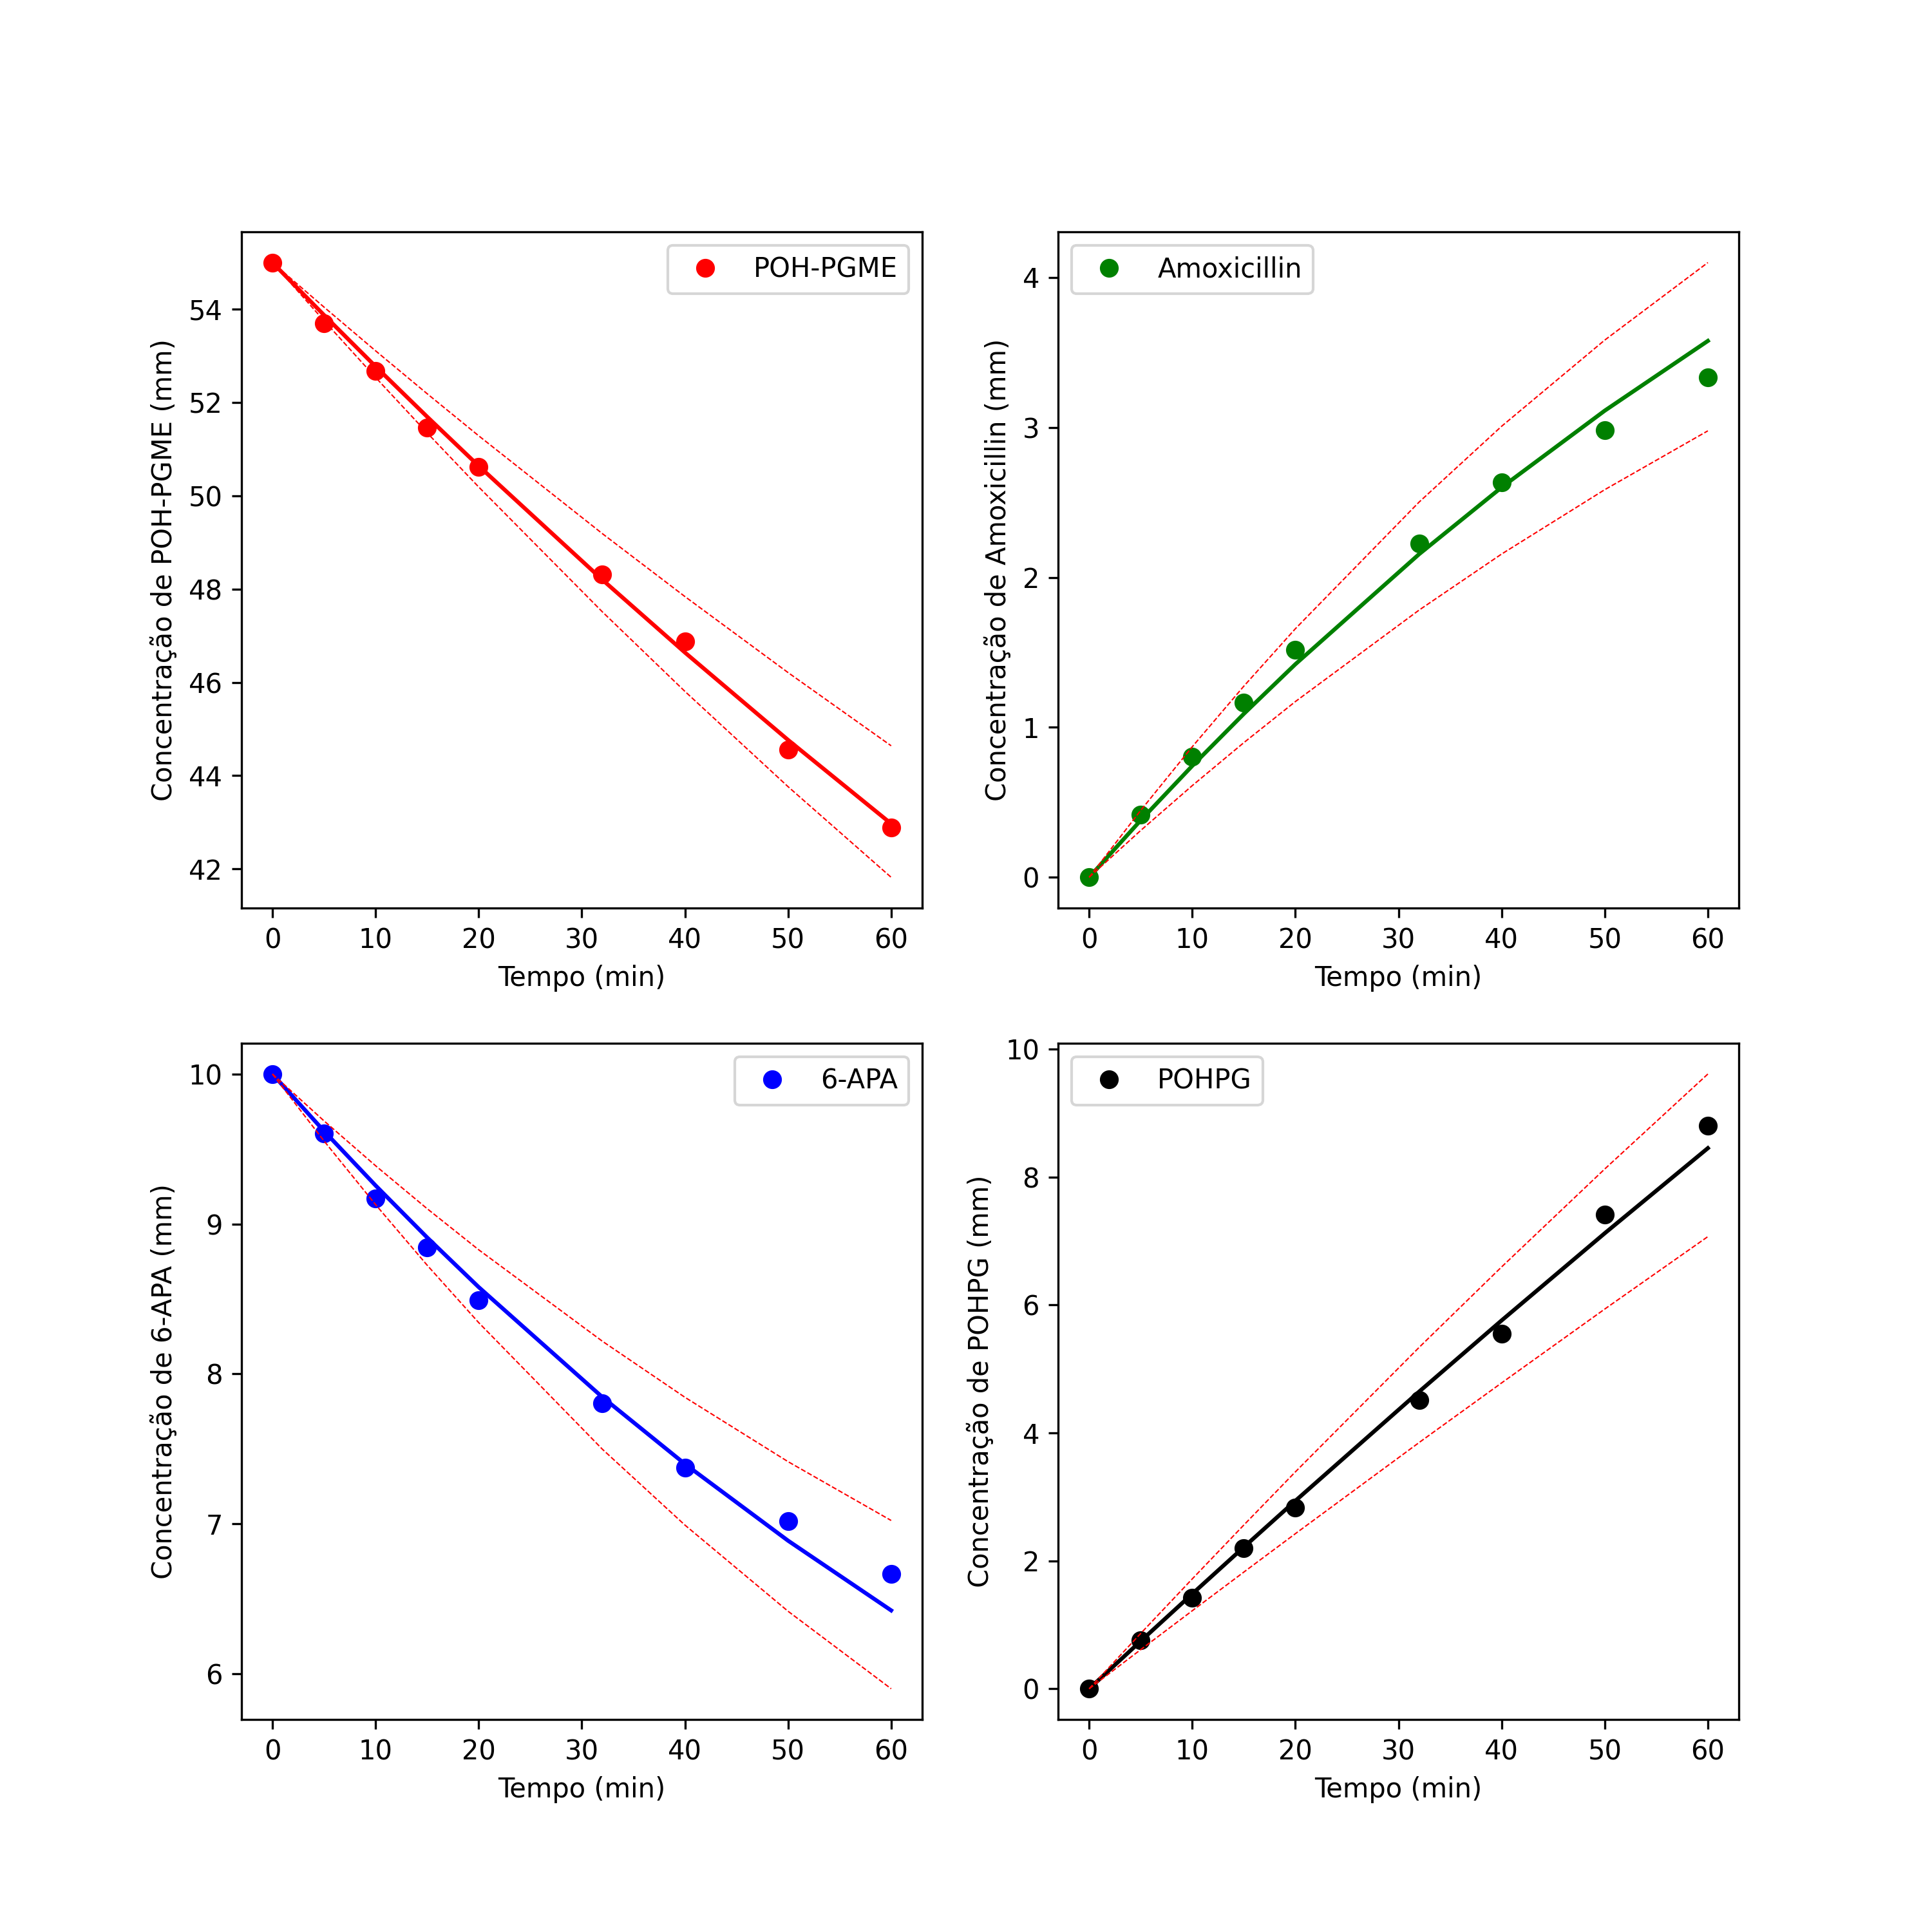 POH-PGME
Concentração de POH-PGME (mm)
54
52
50
48
46
44
42
0 10 20 30 40 50 60
Tempo (min)
Amoxicillin
Concentração de Amoxicillin (mm)
4
3
2
1
0
0 10 20 30 40 50 60
Tempo (min)
6-APA
Concentração de 6-APA (mm)
10
9
8
7
6
0 10 20 30 40 50 60
Tempo (min)
POHPG
Concentração de POHPG (mm)
10
8
6
4
2
0
0 10 20 30 40 50 60
Tempo (min)